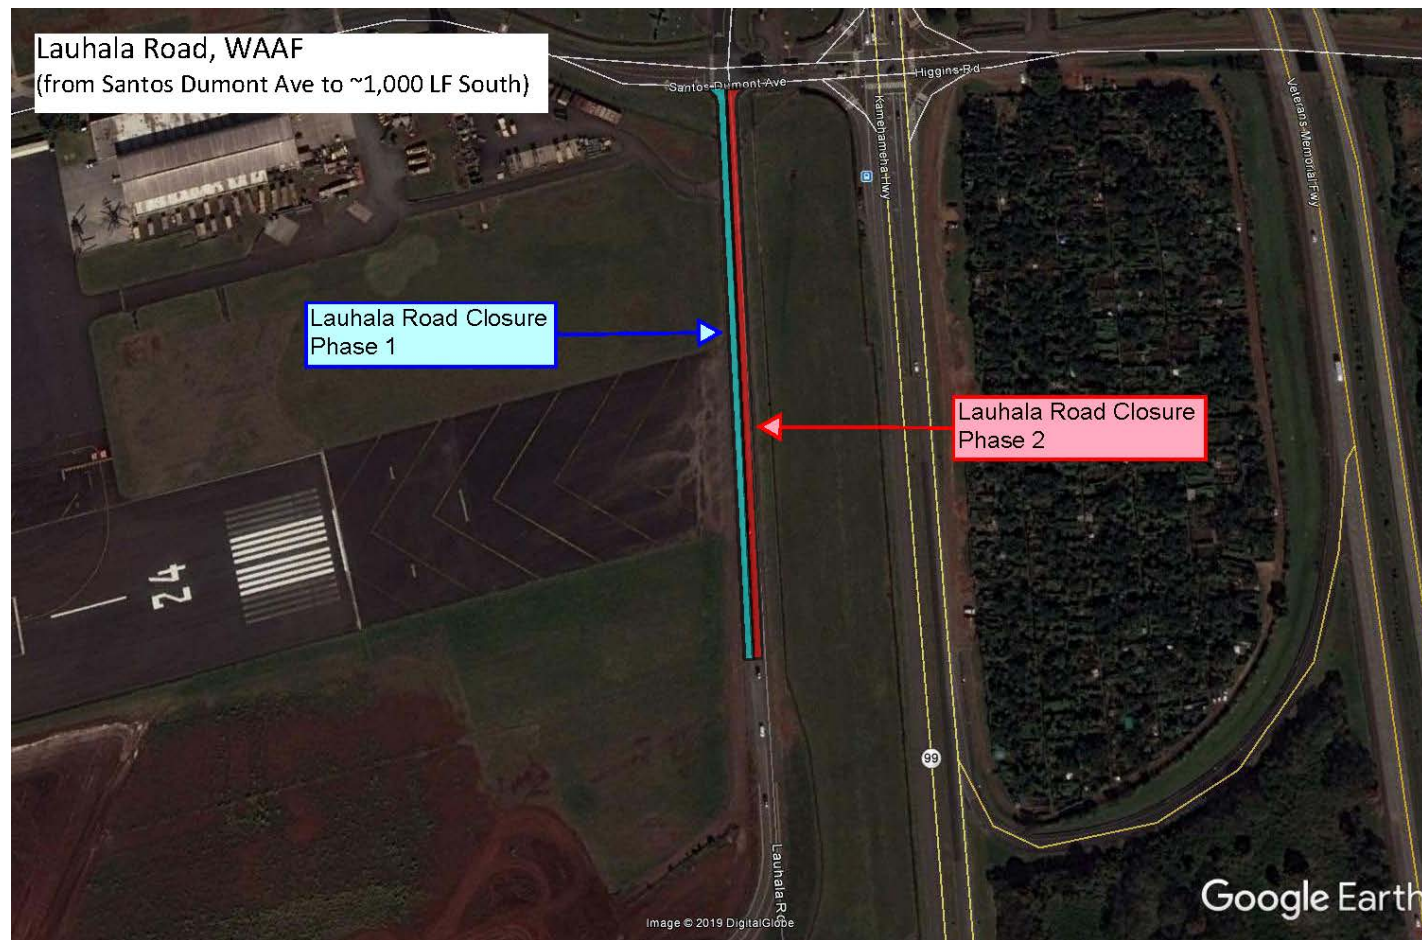 Lauhala Road, WAAF
(from Santos Dumont Ave to ~1,000 LF South)
Santos Dumont Ave
Higgins Rd
Kamehameha Hwy
Veterans Memorial Fwy
Lauhala Road Closure
Phase 1
Lauhala Road Closure
Phase 2
24
99
Lauhala Rd
Google Earth
Image © 2019 DigitalGlobe